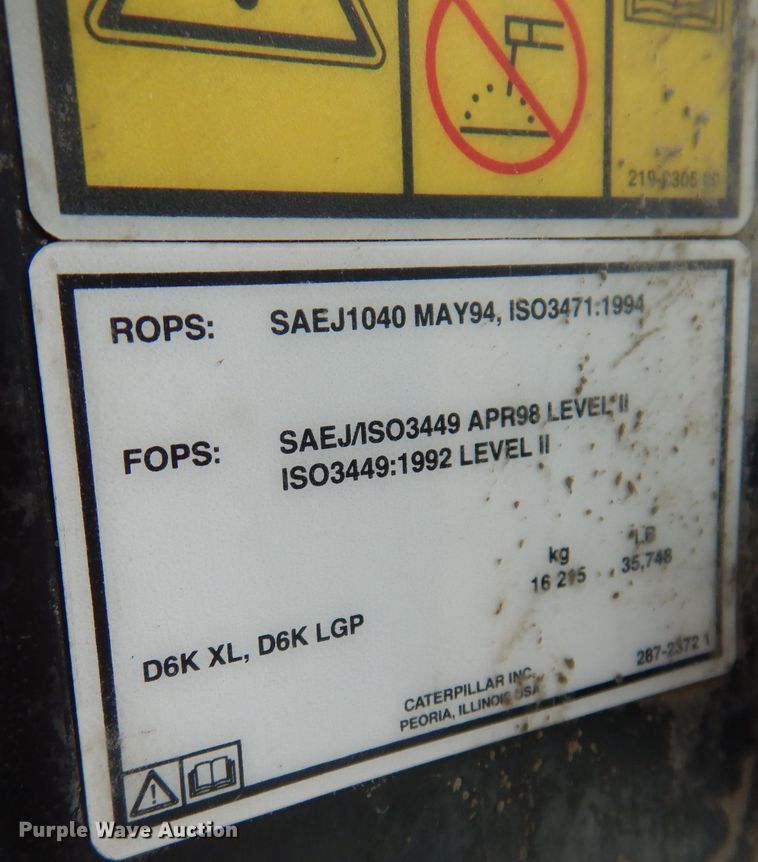 219-
ROPS: SAEJ1040 MAY94, ISO3471:1994
FOPS: SAEJ/ISO3449 APR98 LEVEL II
ISO3449:1992 LEVEL II
kg LB
16 215 35,748
D6K XL, D6K LGP
CATERPILLAR INC.
PEORIA, ILLINOIS USA
287-2372 1
Purple Wave Auction